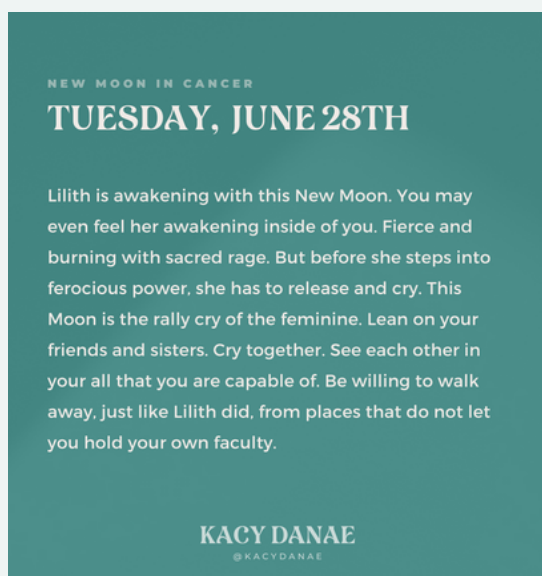 NEW MOON IN CANCER
TUESDAY, JUNE 28TH
Lilith is awakening with this New Moon. You may
even feel her awakening inside of you. Fierce and
burning with sacred rage. But before she steps into
ferocious power, she has to release and cry. This
Moon is the rally cry of the feminine. Lean on your
friends and sisters. Cry together. See each other in
your all that you are capable of. Be willing to walk
away, just like Lilith did, from places that do not let
you hold your own faculty.
KACY DANAE
@KACYDANAE